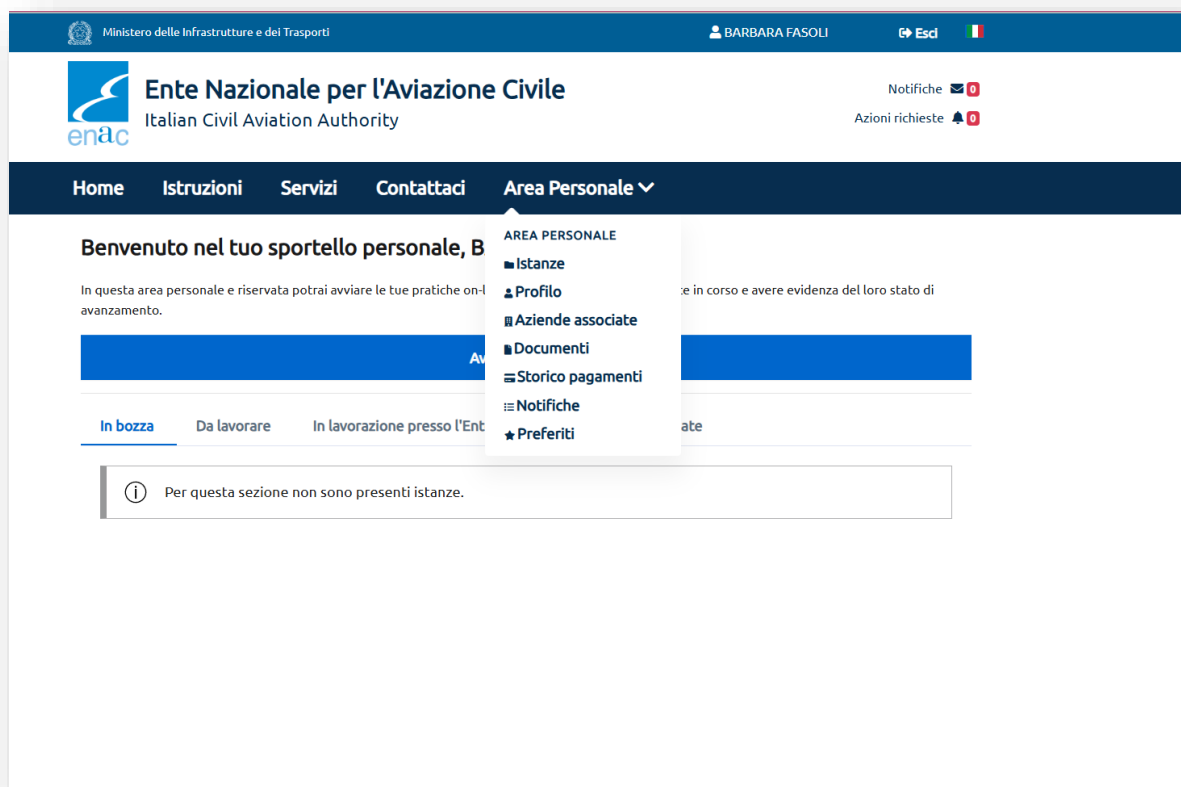 Ministero delle Infrastrutture e dei Trasporti
BARBARA FASOLI
Esci
enac
Ente Nazionale per l'Aviazione Civile
Italian Civil Aviation Authority
Notifiche 0
Azioni richieste 0
Home Istruzioni Servizi Contattaci Area Personale
AREA PERSONALE
Istanze
Profilo
Aziende associate
Documenti
Storico pagamenti
Notifiche
Preferiti
Benvenuto nel tuo sportello personale,
In questa area personale e riservata potrai avviare le tue pratiche in corso e avere evidenza del loro stato di
avanzamento.
In bozza Da lavorare In lavorazione presso l'Ent
Per questa sezione non sono presenti istanze.